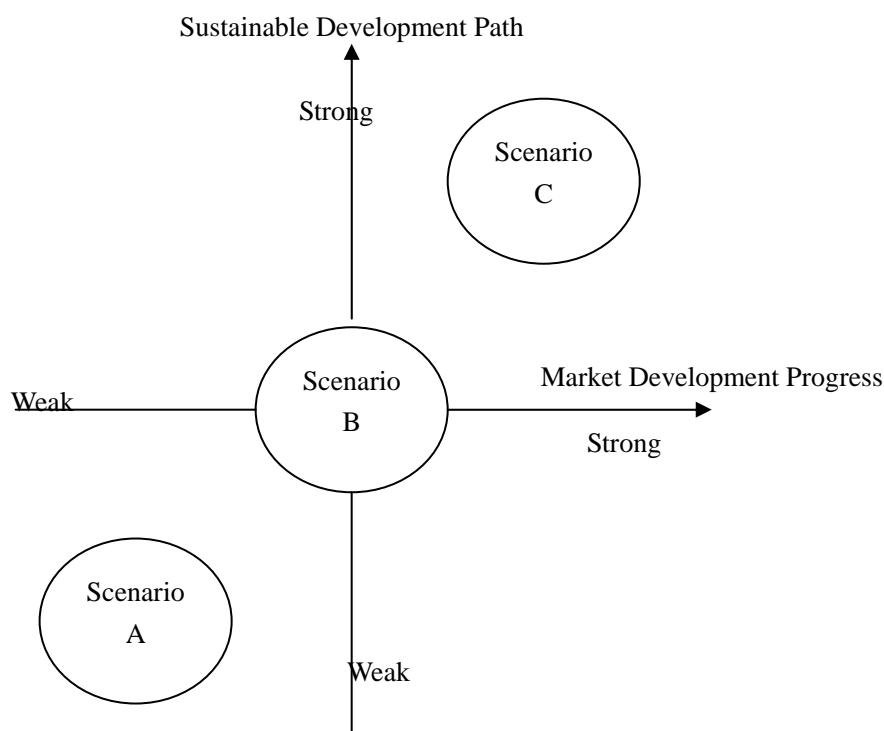 Sustainable Development Path
Strong
Scenario
C
Scenario
B
Market Development Progress
Weak
Strong
Scenario
A
Weak